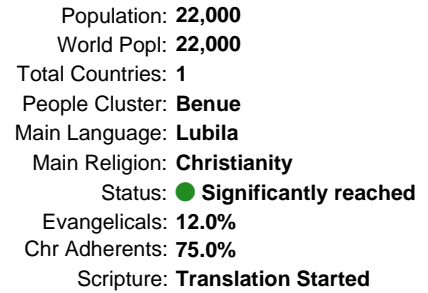 Population: 22,000
World Popl: 22,000
Total Countries: 1
People Cluster: Benue
Main Language: Lubila
Main Religion: Christianity
Status: Significantly reached
Evangelicals: 12.0%
Chr Adherents: 75.0%
Scripture: Translation Started